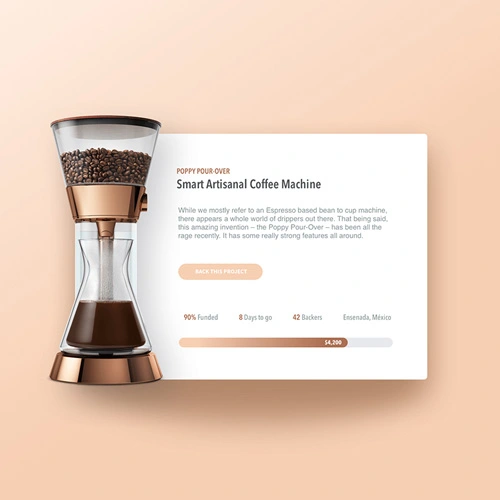 POPPY POUR-OVER
Smart Artisanal Coffee Machine
While we mostly refer to an Espresso based bean to cup machine,
there appears a whole world of drippers out there. That being said,
this amazing invention – the Poppy Pour-Over – has been all the
rage recently. It has some really strong features all around.
BACK THIS PROJECT
90% Funded 8 Days to go 42 Backers Ensenada, México
$4,200